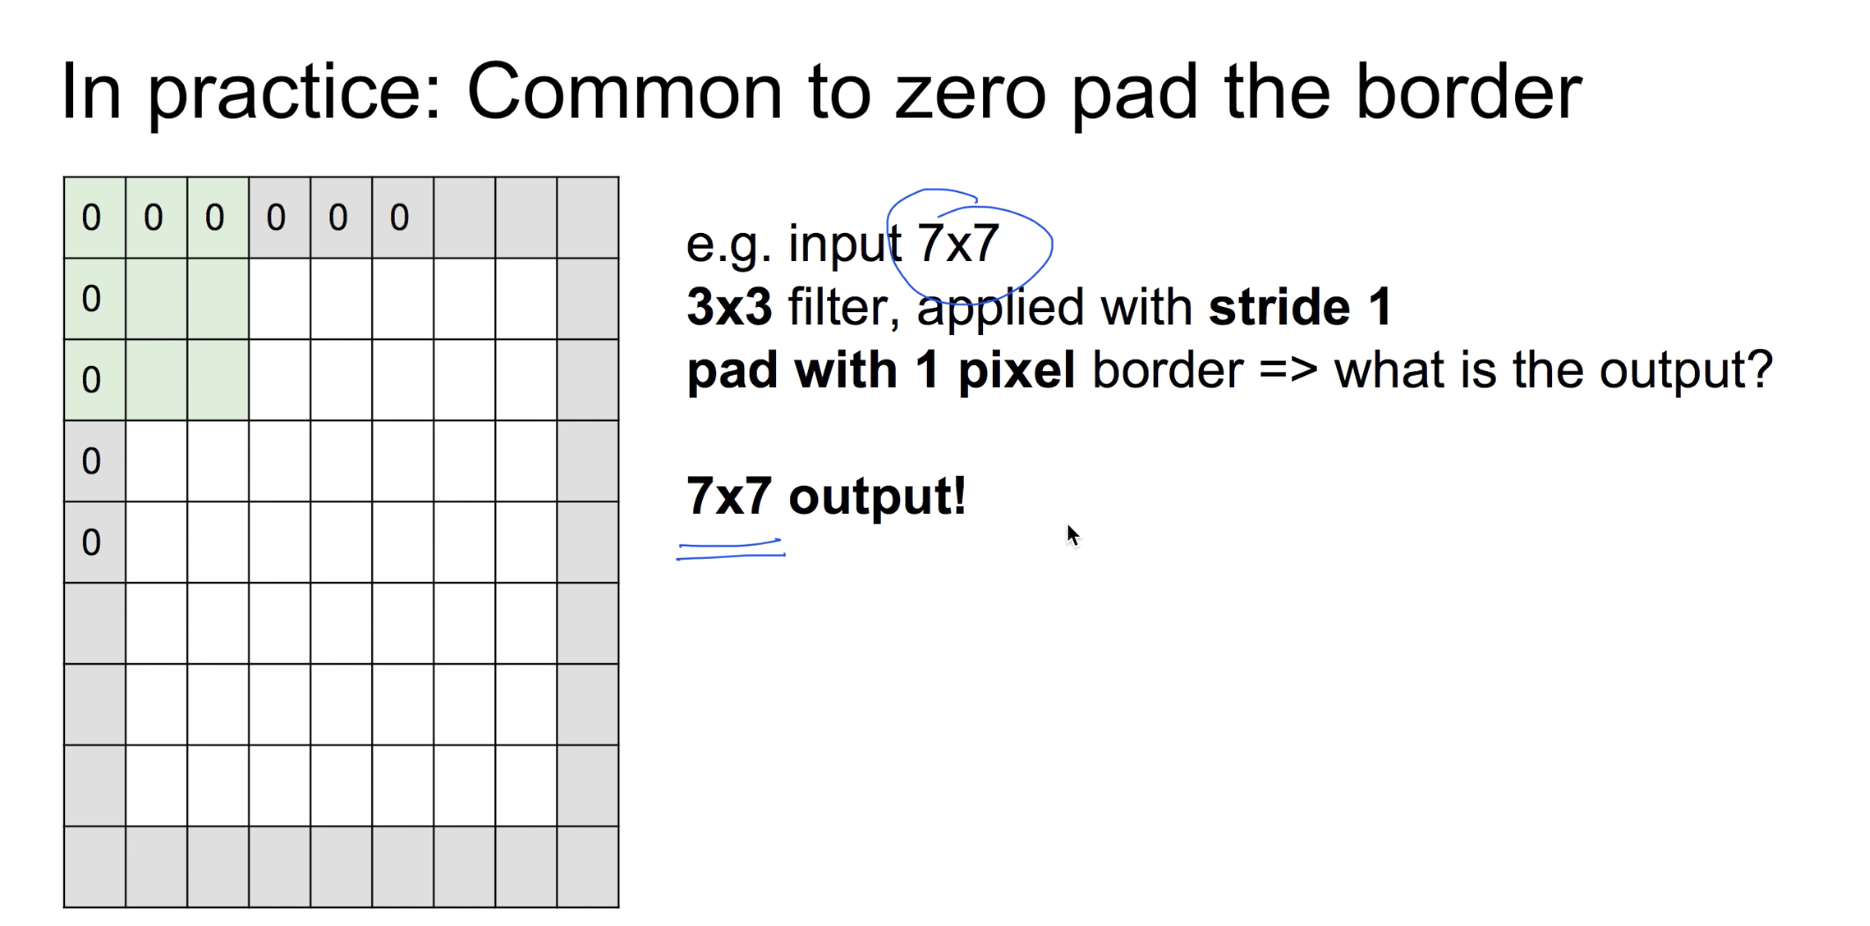 In practice: Common to zero pad the border
0 0 0 0 0 0
0
0
0
0
e.g. input 7x7
3x3 filter, applied with stride 1
pad with 1 pixel border => what is the output?
7x7 output!